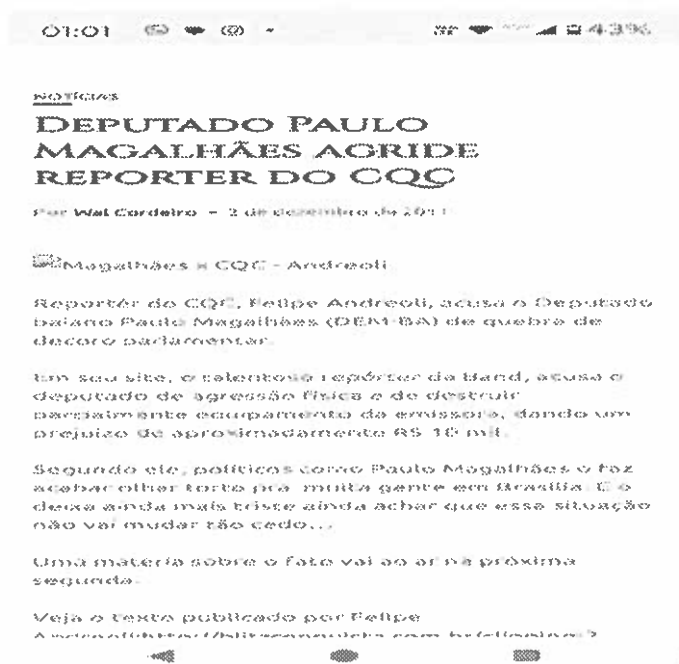 01:01 43%
NOTÍCIAS
DEPUTADO PAULO
MAGALHÃES AGRIDE
REPORTER DO CQC
Por Wal Cordeiro - 2 de dezembro de 2011
Magalhães x CQC - Andreoli
Repórter do CQC, Felipe Andreoli, acusa o Deputado
baiano Paulo Magalhães (DEM-BA) de quebra de
decoro parlamentar.
Em seu site, o talentoso repórter da Band, acusa o
deputado de agressão física e de destruir
parcialmente equipamento da emissora, dando um
prejuízo de aproximadamente R$ 10 mil.
Segundo ele, políticos como Paulo Magalhães o faz
acabar olhar torto pra muita gente em Brasília. E o
deixa ainda mais triste ainda achar que essa situação
não vai mudar tão cedo...
Uma matéria sobre o fato vai ao ar na próxima
segunda.
Veja o texto publicado por Felipe